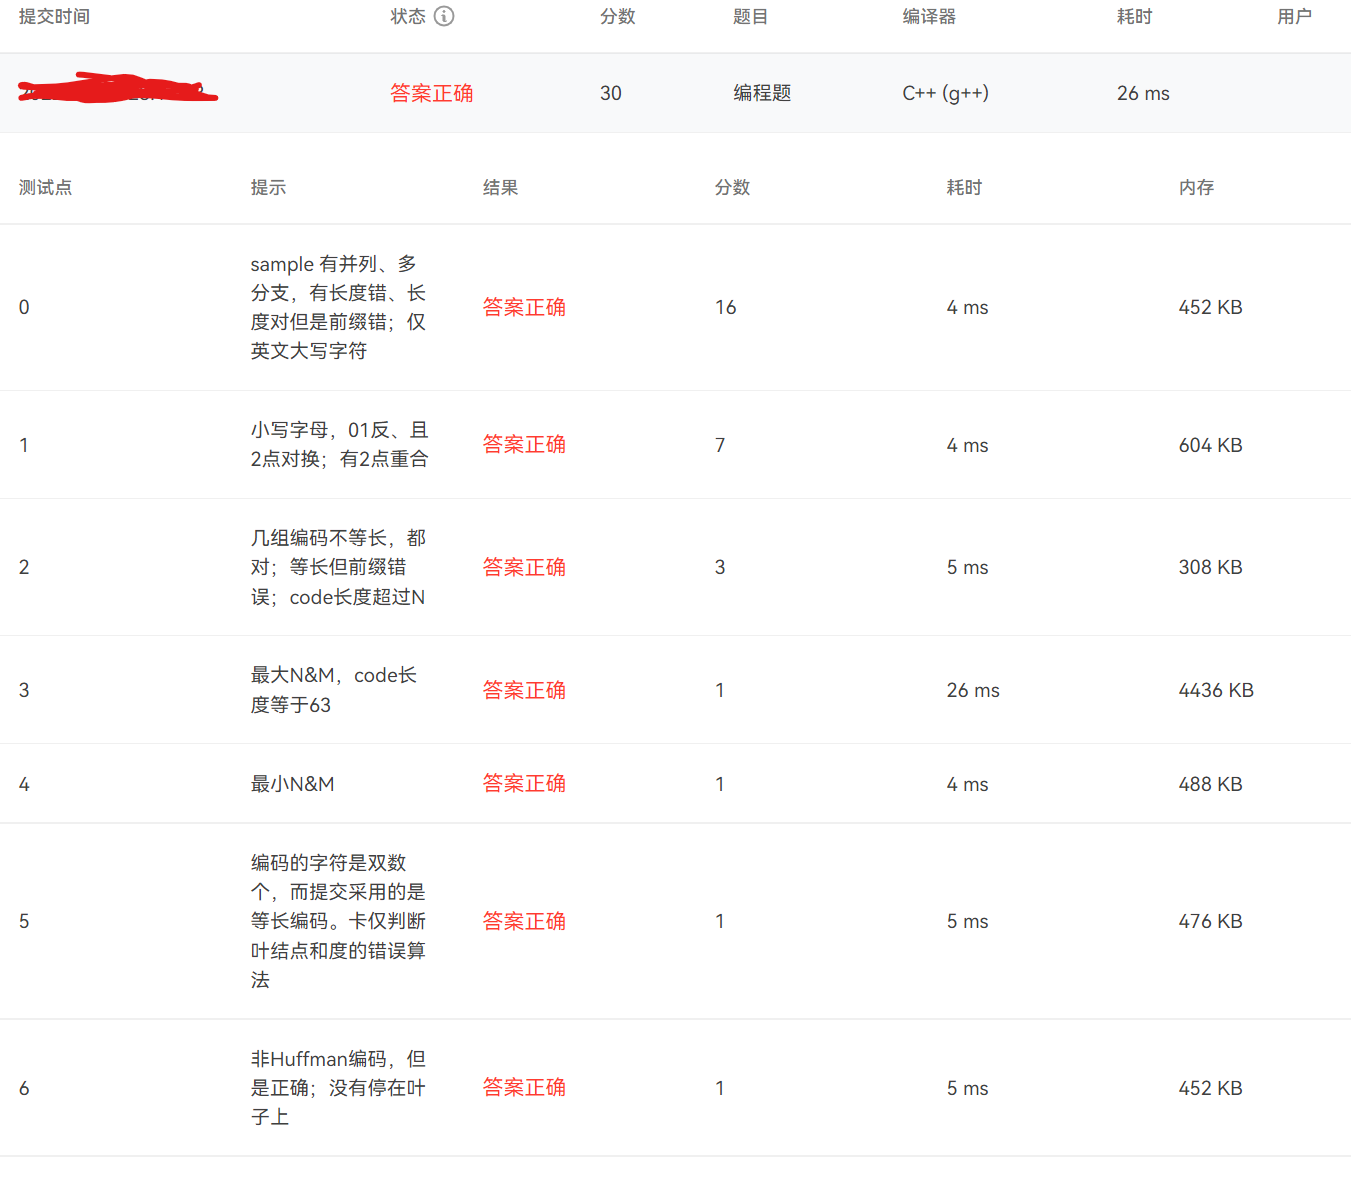 提交时间 状态 分数 题目 编译器 耗时 用户
答案正确 30 编程题 C++ (g++) 26 ms
测试点 提示 结果 分数 耗时 内存
0 sample 有并列、多分支，有长度错、长度对但是前缀错；仅英文大写字符 答案正确 16 4 ms 452 KB
1 小写字母，01反、且2点对换；有2点重合 答案正确 7 4 ms 604 KB
2 几组编码不等长，都对；等长但前缀错误；code长度超过N 答案正确 3 5 ms 308 KB
3 最大N&M，code长度等于63 答案正确 1 26 ms 4436 KB
4 最小N&M 答案正确 1 4 ms 488 KB
5 编码的字符是双数个，而提交采用的是等长编码。卡仅判断叶结点和度的错误算法 答案正确 1 5 ms 476 KB
6 非Huffman编码，但是正确；没有停在叶子上 答案正确 1 5 ms 452 KB